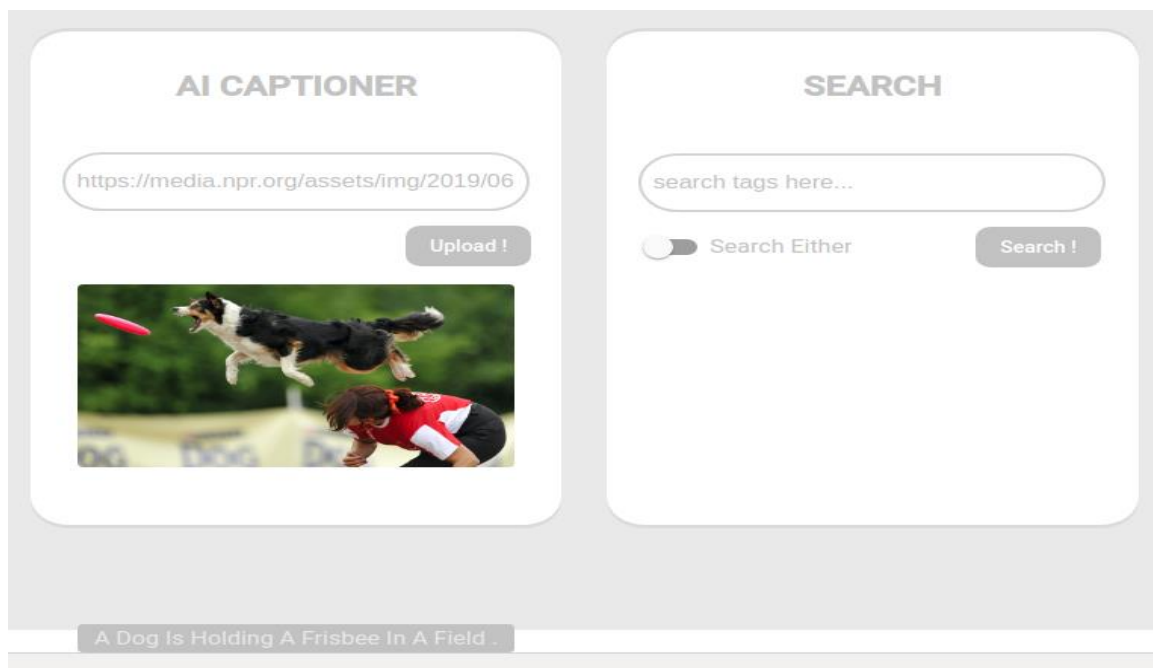 AI CAPTIONER
https://media.npr.org/assets/img/2019/06
Upload !
DOG
A Dog Is Holding A Frisbee In A Field .
SEARCH
search tags here...
Search Either
Search !